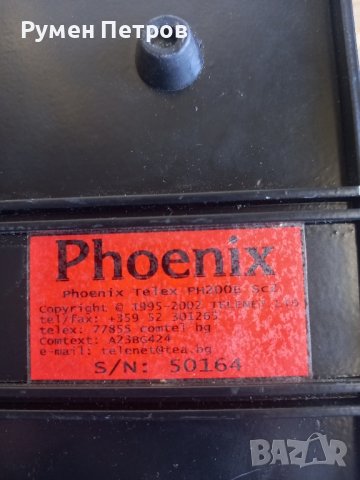 Румен Петров
Phoenix
Phoenix Telex PH200B Sc2
Copyright © 1995-2002 TELENET LTD
tel/fax: +359 52 301265
telex: 77855 comtel bg
Comtext: A23BG424
e-mail: telenet@tea.bg
S/N: 50164
BAZAR